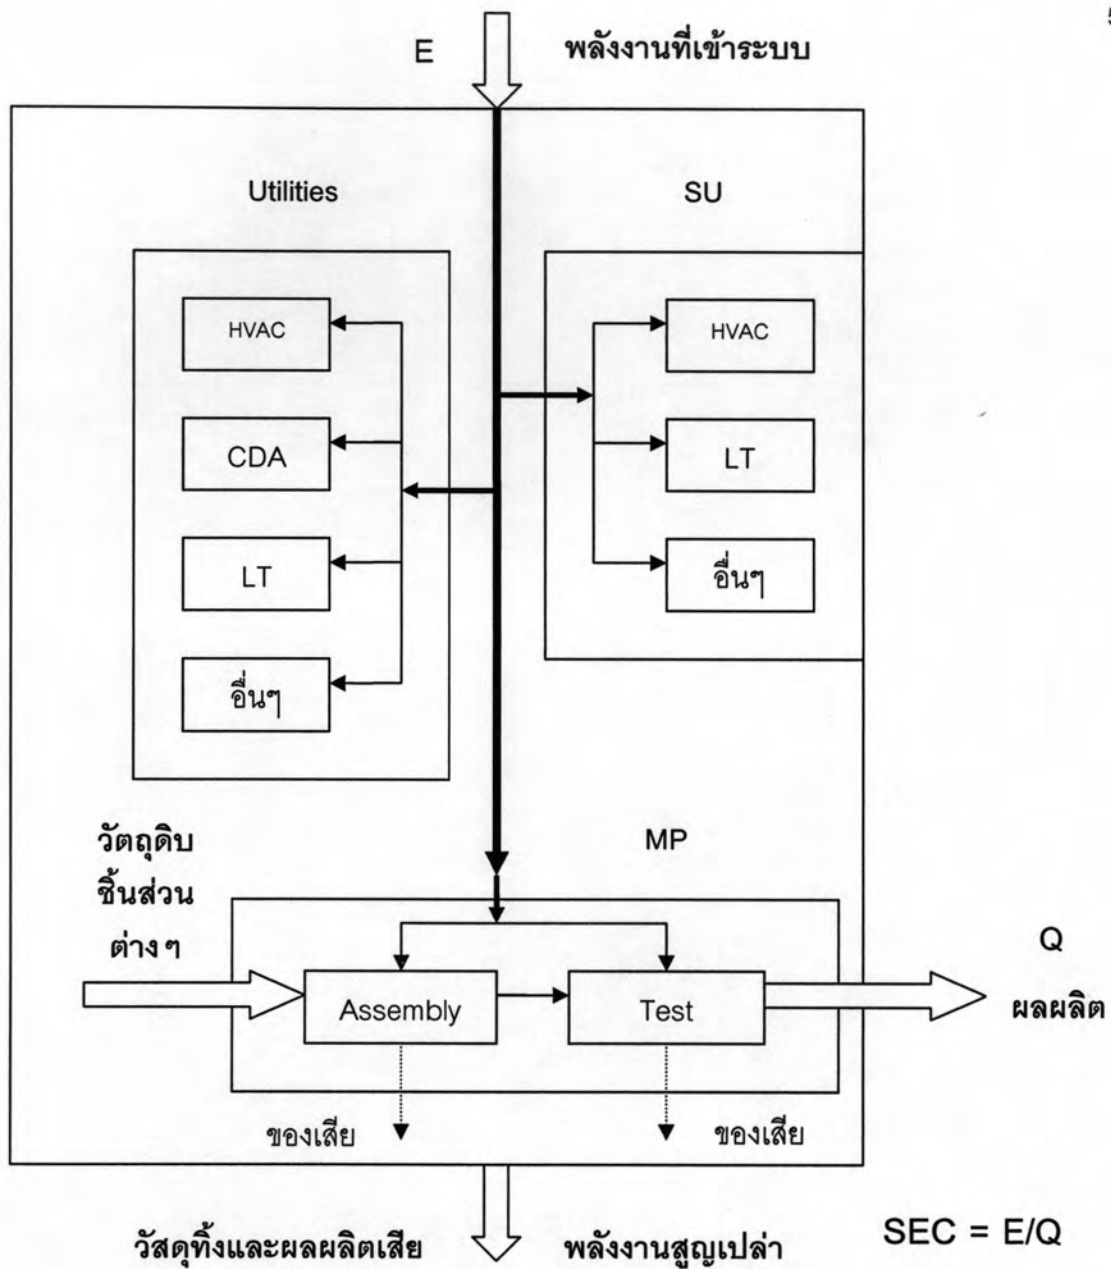 5
E
พลังงานที่เข้าระบบ
Utilities
SU
HVAC
HVAC
CDA
LT
LT
อื่นๆ
อื่นๆ
วัตถุดิบ
ชิ้นส่วน
ต่างๆ
MP
Assembly
Test
Q
ผลผลิต
ของเสีย
ของเสีย
วัสดุทิ้งและผลผลิตเสีย
พลังงานสูญเปล่า
SEC = E/Q